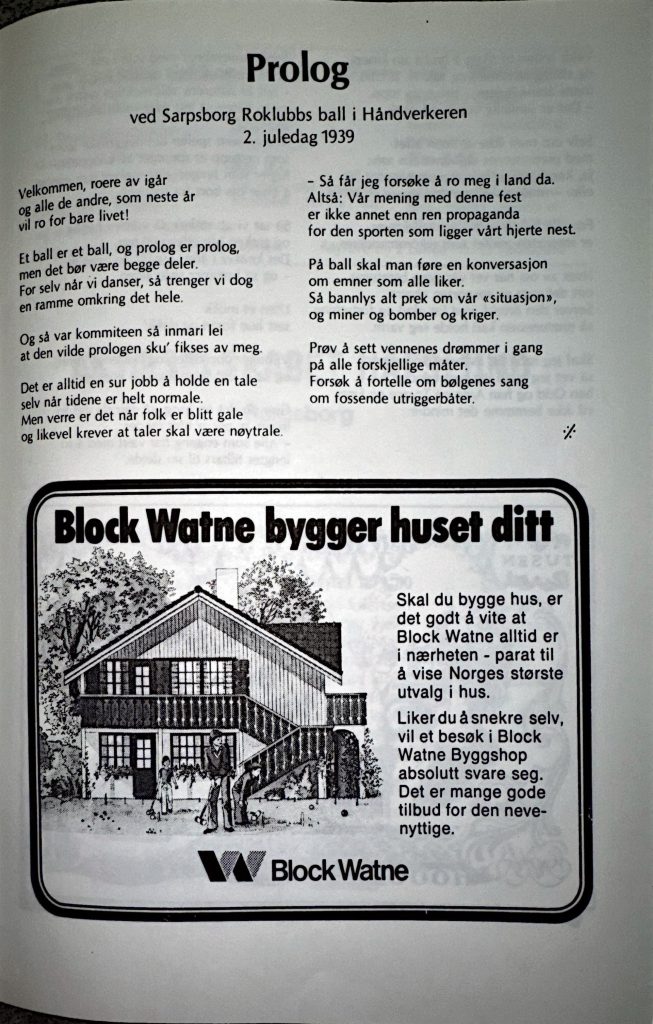 Prolog
ved Sarpsborg Roklubbs ball i Håndverkeren
2. juledag 1939
Velkommen, roere av igår
og alle de andre, som neste år
vil ro for bare livet!
Et ball er et ball, og prolog er prolog,
men det bør være begge deler.
For selv når vi danser, så trenger vi dog
en ramme omkring det hele.
Og så var kommiteen så inmari lei
at den vilde prologen sku' fikses av meg.
Det er alltid en sur jobb å holde en tale
selv når tidene er helt normale.
Men verre er det når folk er blitt gale
og likevel krever at taler skal være nøytrale.
– Så får jeg forsøke å ro meg i land da.
Altså: Vår mening med denne fest
er ikke annet enn ren propaganda
for den sporten som ligger vårt hjerte nest.
På ball skal man føre en konversasjon
om emner som alle liker.
Så bannlys alt prek om vår «situasjon»,
og miner og bomber og kriger.
Prøv å sett vennenes drømmer i gang
på alle forskjellige måter.
Forsøk å fortelle om bølgenes sang
om fossende utriggerbåter.
Block Watne bygger huset ditt
Skal du bygge hus, er
det godt å vite at
Block Watne alltid er
i nærheten - parat til
å vise Norges største
utvalg i hus.
Liker du å snekre selv,
vil et besøk i Block
Watne Byggshop
absolutt svare seg.
Det er mange gode
tilbud for den neve-
nyttige.
Block Watne